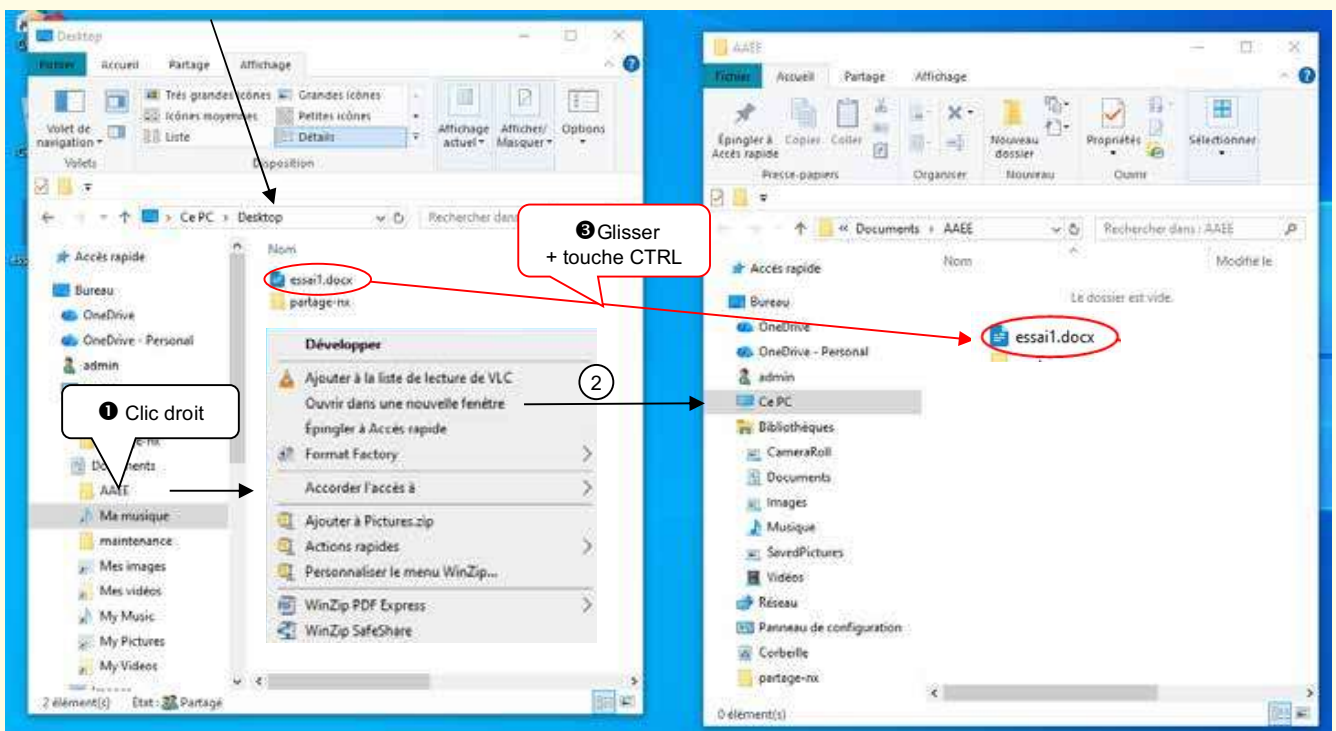 Desktop
Fichier Accueil Partage Affichage
Très grandes icônes Grandes icônes
Icônes moyennes Petites icônes
Liste Détails
Volet de navigation
Affichage actuel
Afficher/ Masquer
Options
Volets Disposition
Ce PC Desktop
Rechercher dans
Accès rapide
Bureau
OneDrive
OneDrive - Personal
admin
Documents
AAEE
Ma musique
maintenance
Mes images
Mes vidéos
My Music
My Pictures
My Videos
2 élément(s) État : Partagé
Nom
essai1.docx
partage-nx
❶ Clic droit
Développer
Ajouter à la liste de lecture de VLC
Ouvrir dans une nouvelle fenêtre
Épingler à Accès rapide
Format Factory
Accorder l'accès à
Ajouter à Pictures.zip
Actions rapides
Personnaliser le menu WinZip...
WinZip PDF Express
WinZip SafeShare
2
❸Glisser
+ touche CTRL
AAEE
Fichier Accueil Partage Affichage
Épingler à Accès rapide
Copier
Coller
Nouveau dossier
Propriétés
Sélectionner
Presse-papiers Organiser Nouveau Ouvrir
« Documents AAEE
Rechercher dans : AAEE
Nom Modifié le
Le dossier est vide.
essai1.docx
Accès rapide
Bureau
OneDrive
OneDrive - Personal
admin
Ce PC
Bibliothèques
CameraRoll
Documents
Images
Musique
SavedPictures
Vidéos
Réseau
Panneau de configuration
Corbeille
partage-nx
0 élément(s)